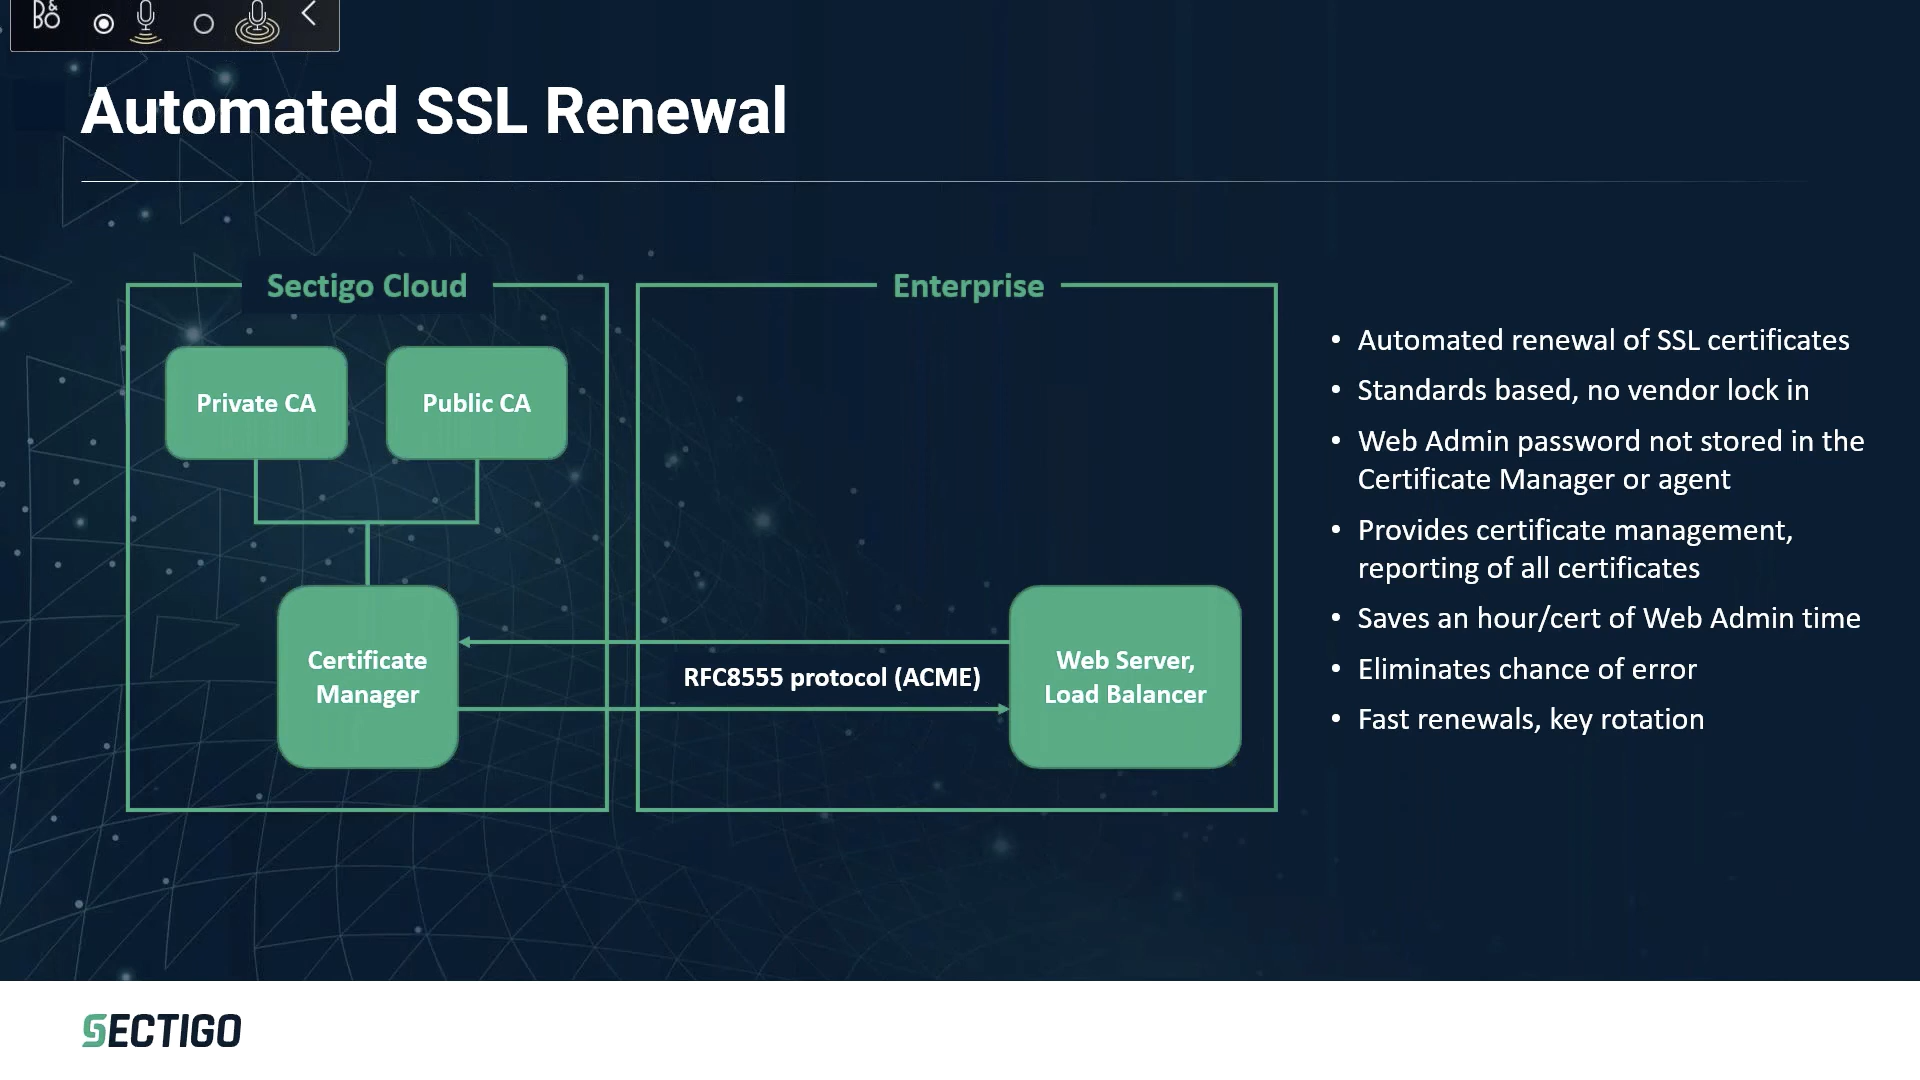 B&O
Automated SSL Renewal
Sectigo Cloud
Enterprise
Private CA
Public CA
Certificate
Manager
RFC8555 protocol (ACME)
Web Server,
Load Balancer
• Automated renewal of SSL certificates
• Standards based, no vendor lock in
• Web Admin password not stored in the
Certificate Manager or agent
• Provides certificate management,
reporting of all certificates
• Saves an hour/cert of Web Admin time
• Eliminates chance of error
• Fast renewals, key rotation
SECTIGO